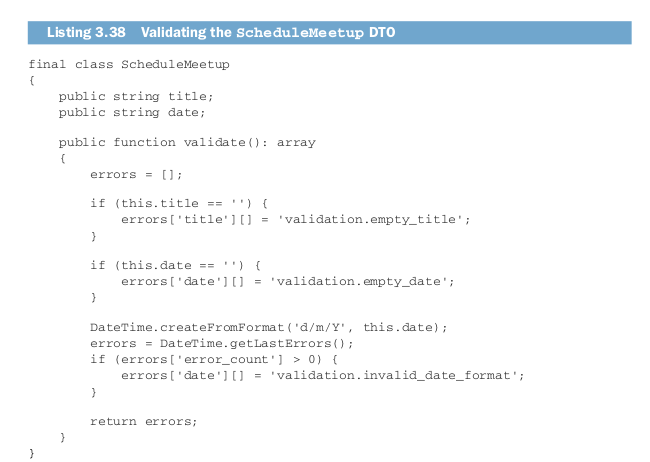 Listing 3.38 Validating the ScheduleMeetup DTO
final class ScheduleMeetup
{
    public string title;
    public string date;
    public function validate(): array
    {
        errors = [];
        if (this.title == '') {
            errors['title'][] = 'validation.empty_title';
        }
        if (this.date == '') {
            errors['date'][] = 'validation.empty_date';
        }
        DateTime.createFromFormat('d/m/Y', this.date);
        errors = DateTime.getLastErrors();
        if (errors['error_count'] > 0) {
            errors['date'][] = 'validation.invalid_date_format';
        }
        return errors;
    }
}